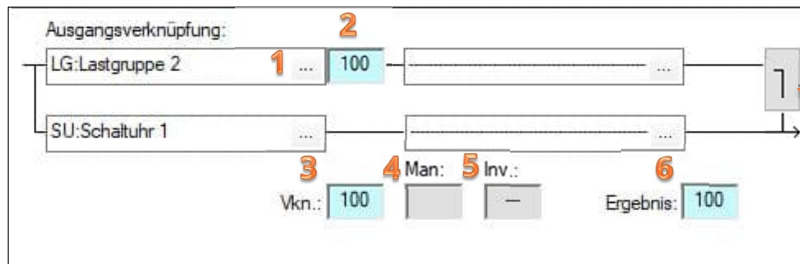 Ausgangsverknüpfung: 2
LG:Lastgruppe 2 1 ... 100 ...
SU:Schaltuhr 1 ... ...
3 4 Man: 5 Inv.: 6
Vkn.: 100 — Ergebnis: 100